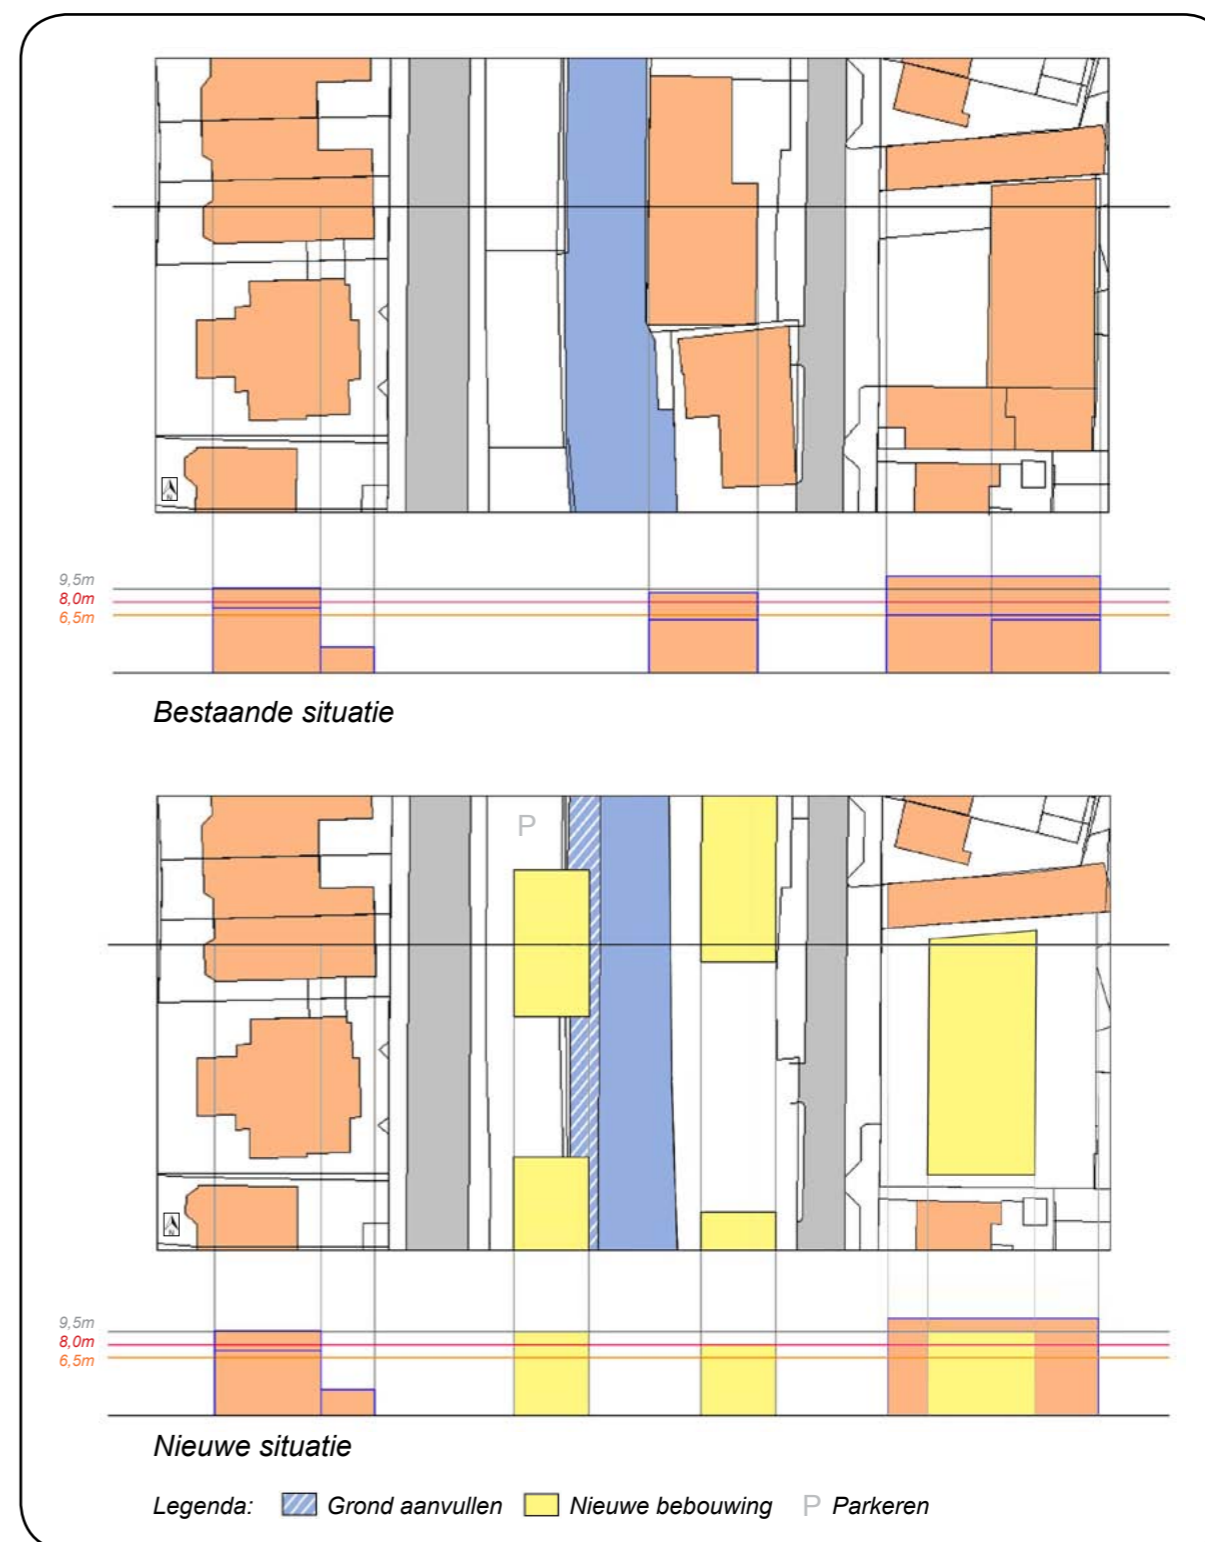 9,5m
8,0m
6,5m
Bestaande situatie
P
9,5m
8,0m
6,5m
Nieuwe situatie
Legenda: Grond aanvullen Nieuwe bebouwing P Parkeren